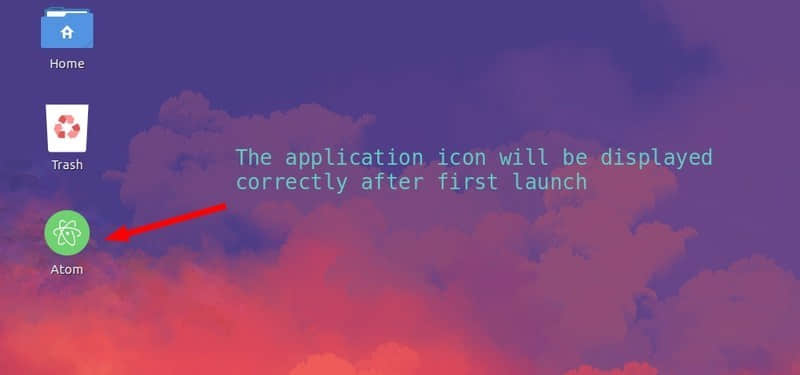 Home
Trash
The application icon will be displayed
correctly after first launch
Atom